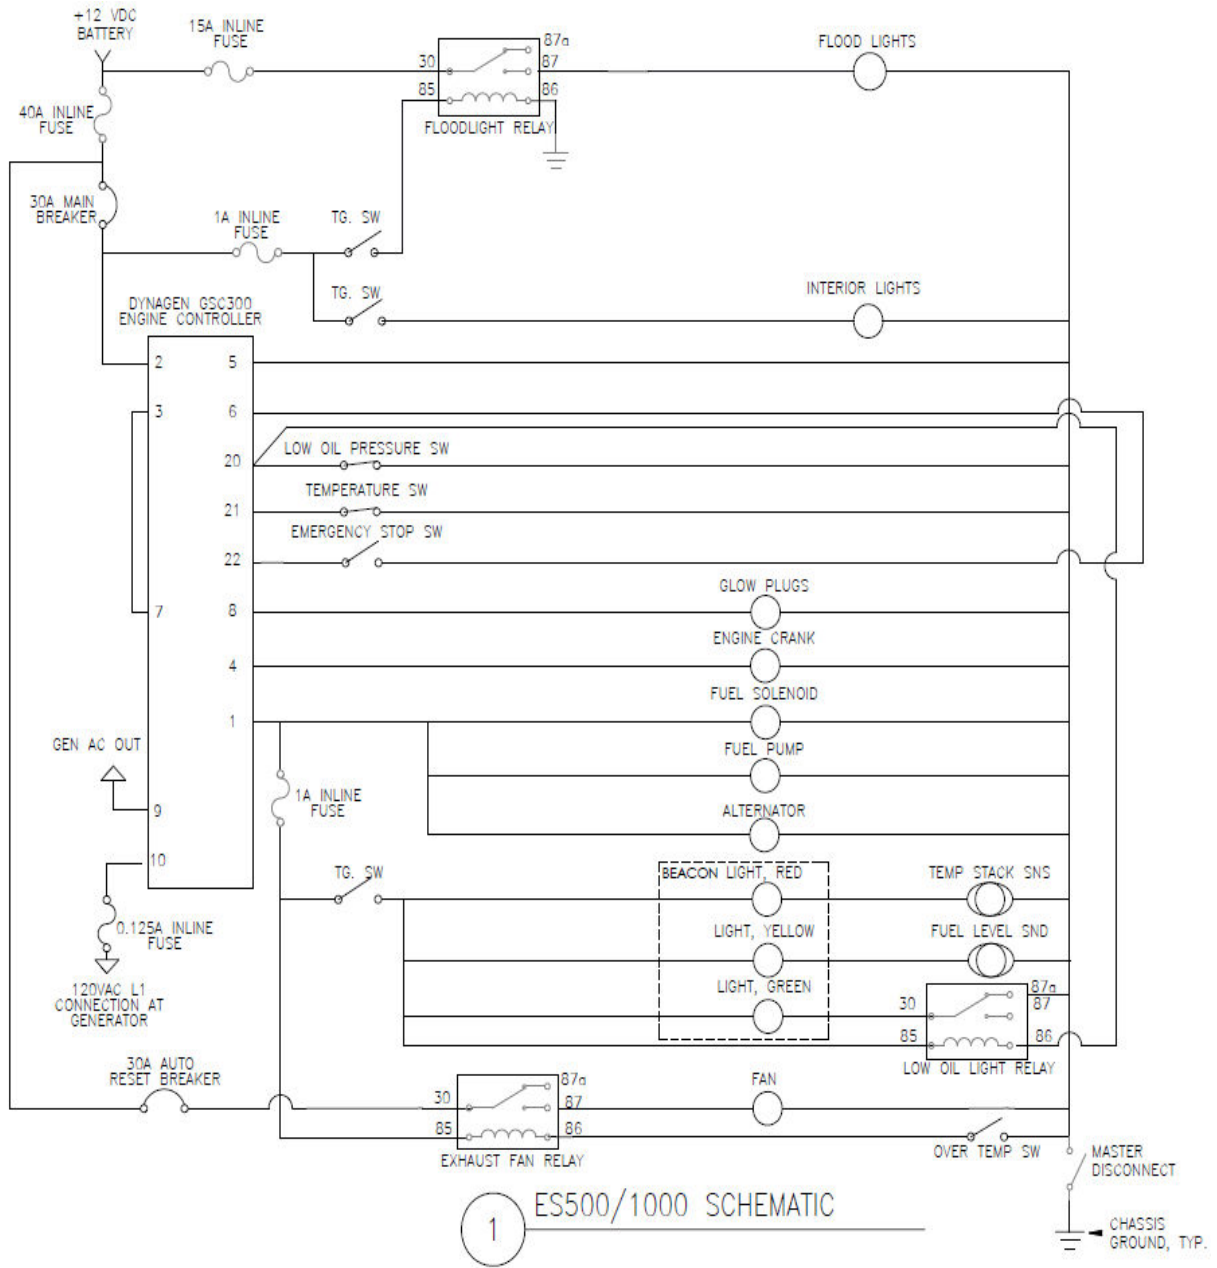 +12 VDC
BATTERY
15A INLINE
FUSE
87a
30
87
85
86
FLOODLIGHT RELAY
FLOOD LIGHTS
40A INLINE
FUSE
30A MAIN
BREAKER
1A INLINE
FUSE
TG. SW
TG. SW
INTERIOR LIGHTS
DYNAGEN GSC300
ENGINE CONTROLLER
2
5
3
6
20
LOW OIL PRESSURE SW
21
TEMPERATURE SW
22
EMERGENCY STOP SW
7
8
GLOW PLUGS
4
ENGINE CRANK
1
FUEL SOLENOID
FUEL PUMP
ALTERNATOR
GEN AC OUT
9
1A INLINE
FUSE
10
0.125A INLINE
FUSE
120VAC L1
CONNECTION AT
GENERATOR
TG. SW
BEACON LIGHT, RED
TEMP STACK SNS
LIGHT, YELLOW
FUEL LEVEL SND
LIGHT, GREEN
87a
30
87
85
86
LOW OIL LIGHT RELAY
30A AUTO
RESET BREAKER
87a
30
87
85
86
EXHAUST FAN RELAY
FAN
OVER TEMP SW
MASTER
DISCONNECT
1
ES500/1000 SCHEMATIC
CHASSIS
GROUND, TYP.